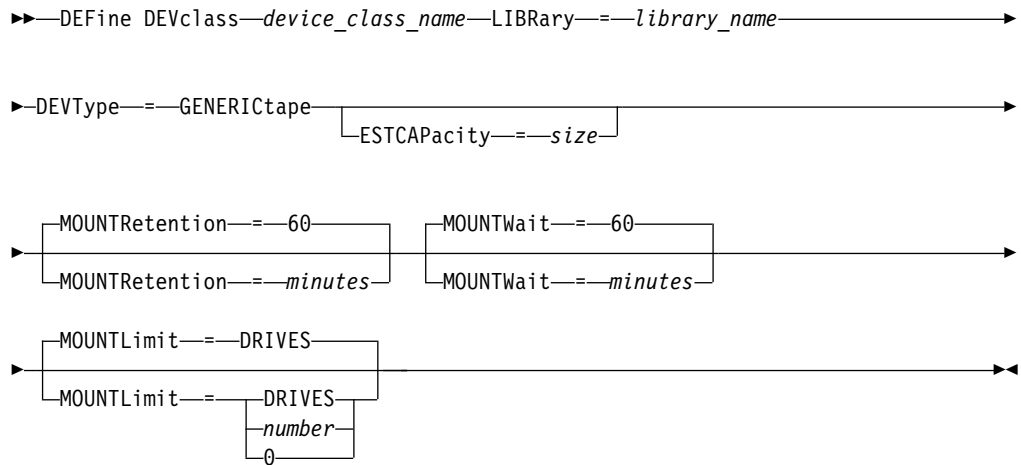 DEFine DEVclass device_class_name LIBRary = library_name
DEVType = GENERICtape
ESTCAPacity = size
MOUNTRetention = 60 MOUNTWait = 60
MOUNTRetention = minutes MOUNTWait = minutes
MOUNTLimit = DRIVES
MOUNTLimit = DRIVES
number
0